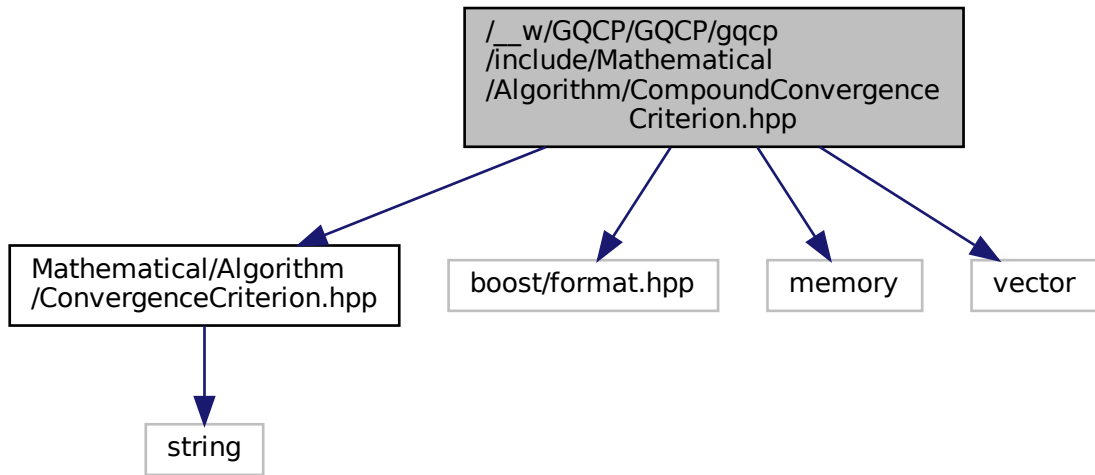 /__w/GQCP/GQCP/gqcp
/include/Mathematical
/Algorithm/CompoundConvergence
Criterion.hpp
Mathematical/Algorithm
/ConvergenceCriterion.hpp
boost/format.hpp
memory
vector
string